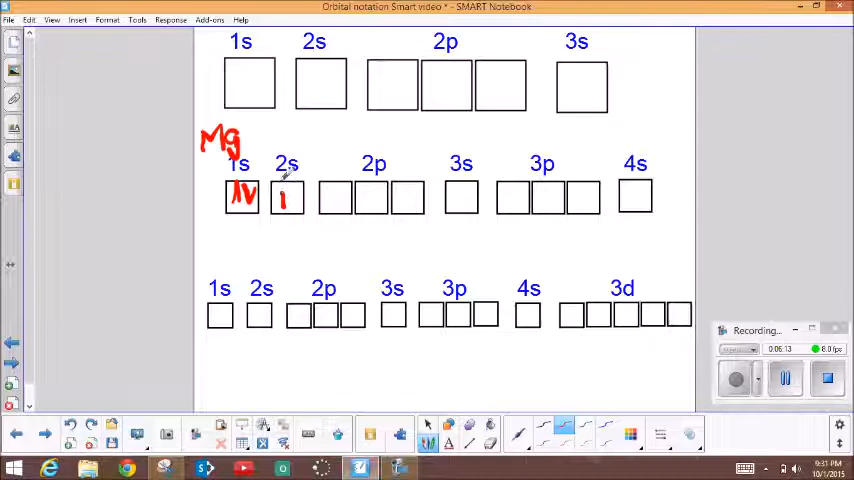 Orbital notation Smart video * - SMART Notebook
File Edit View Insert Format Tools Response Add-ons Help
1s 2s 2p 3s
Mg
1s 2s 2p 3s 3p 4s
1s 2s 2p 3s 3p 4s 3d
Recording...
0:06:13 8.0 fps
9:31 PM
10/1/2015